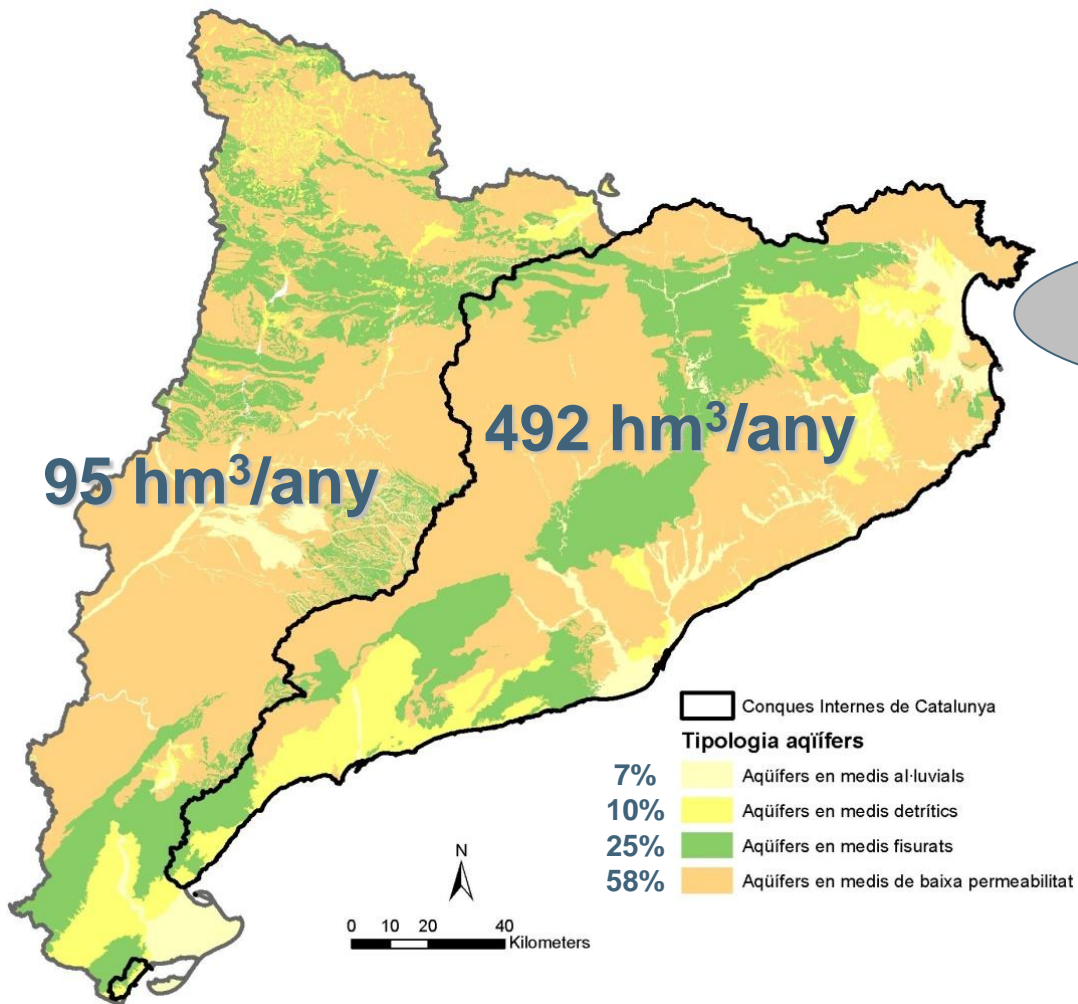 492 hm³/any
95 hm³/any
Conques Internes de Catalunya
Tipologia aqïífers
7% Aqüífers en medis al·luvials
10% Aqüífers en medis detrítics
25% Aqüífers en medis fisurats
58% Aqüífers en medis de baixa permeabilitat
N
0 10 20 40
Kilometers